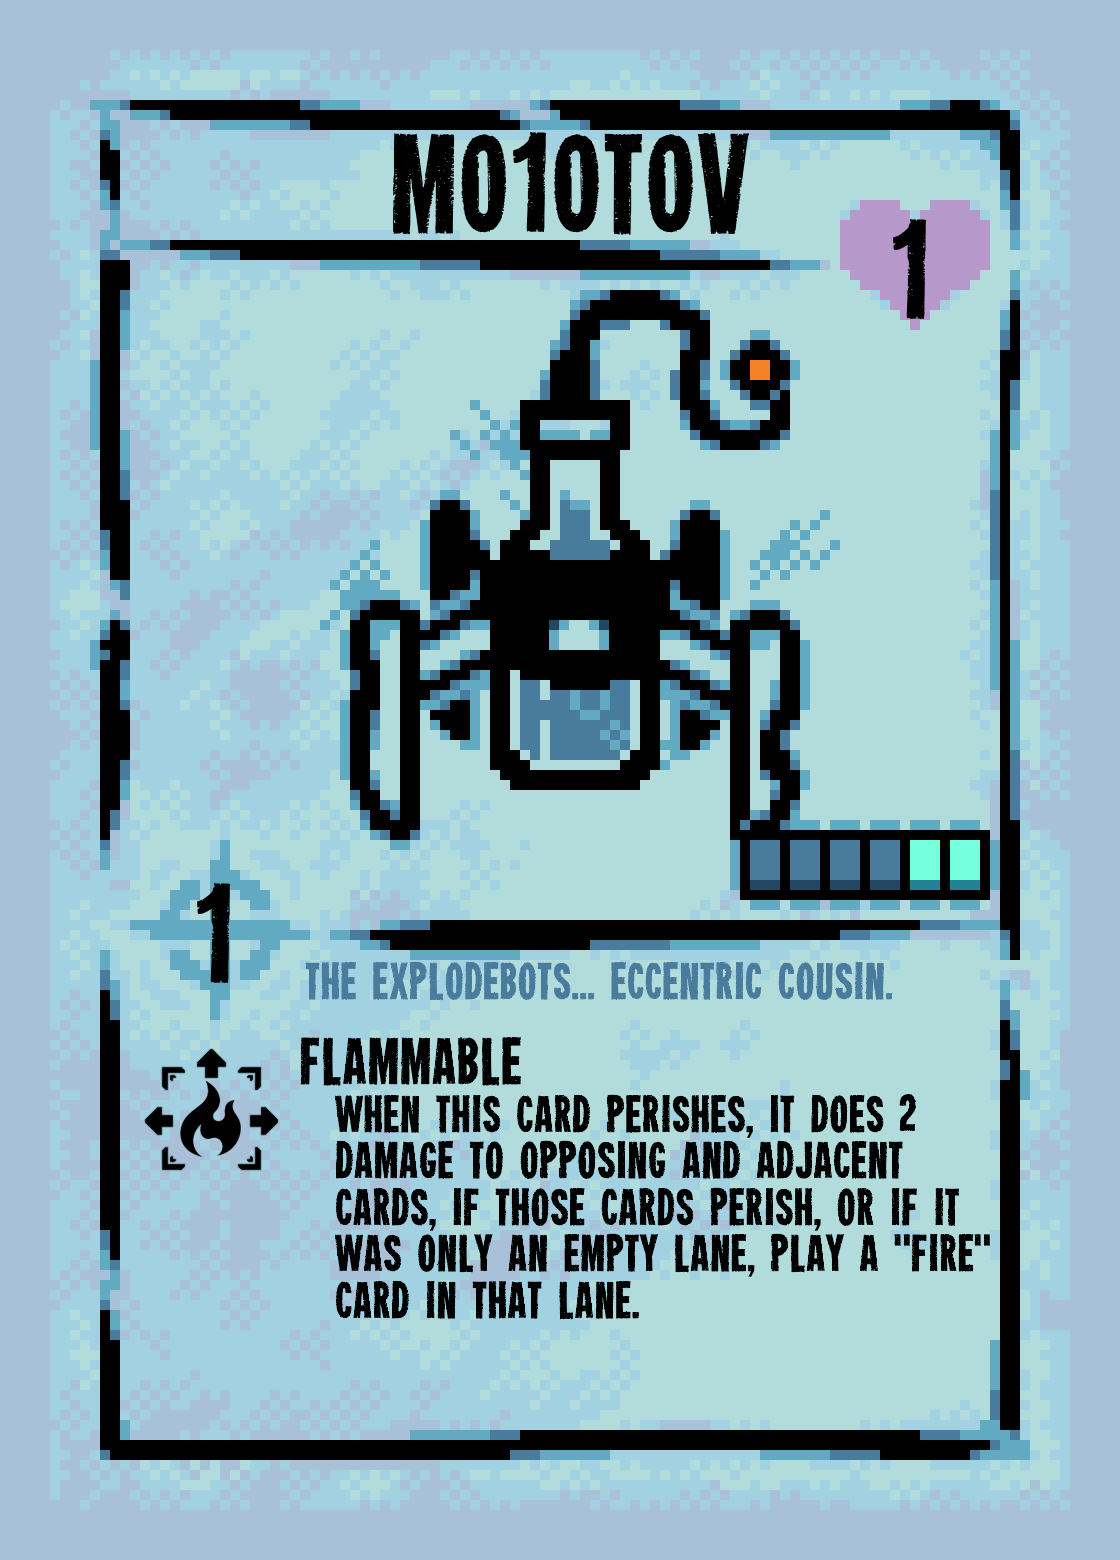 M010TOV
1
1
THE EXPLODEBOTS... ECCENTRIC COUSIN.
FLAMMABLE
WHEN THIS CARD PERISHES, IT DOES 2
DAMAGE TO OPPOSING AND ADJACENT
CARDS, IF THOSE CARDS PERISH, OR IF IT
WAS ONLY AN EMPTY LANE, PLAY A "FIRE"
CARD IN THAT LANE.